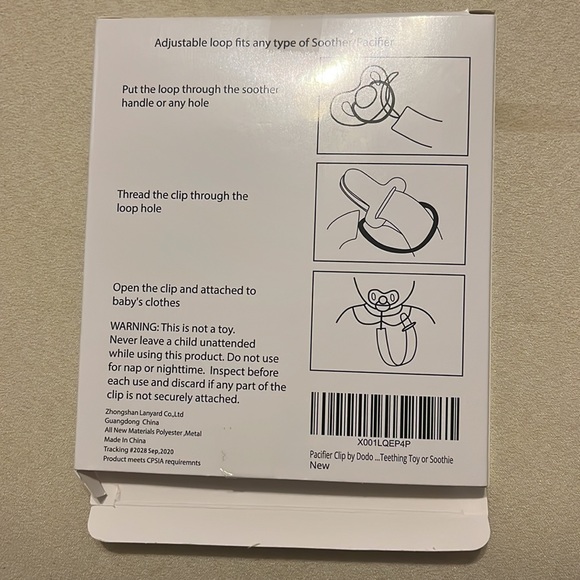 Adjustable loop fits any type of Soother/Pacifier
Put the loop through the soother
handle or any hole
Thread the clip through the
loop hole
Open the clip and attached to
baby's clothes
WARNING: This is not a toy.
Never leave a child unattended
while using this product. Do not use
for nap or nighttime. Inspect before
each use and discard if any part of the
clip is not securely attached.
Zhongshan Lanyard Co.,Ltd
Guangdong China
All New Materials Polyester ,Metal
Made In China
Tracking #2028 Sep,2020
Product meets CPSIA requiremnts
X001LQEP4P
Pacifier Clip by Dodo ...Teething Toy or Soothie
New